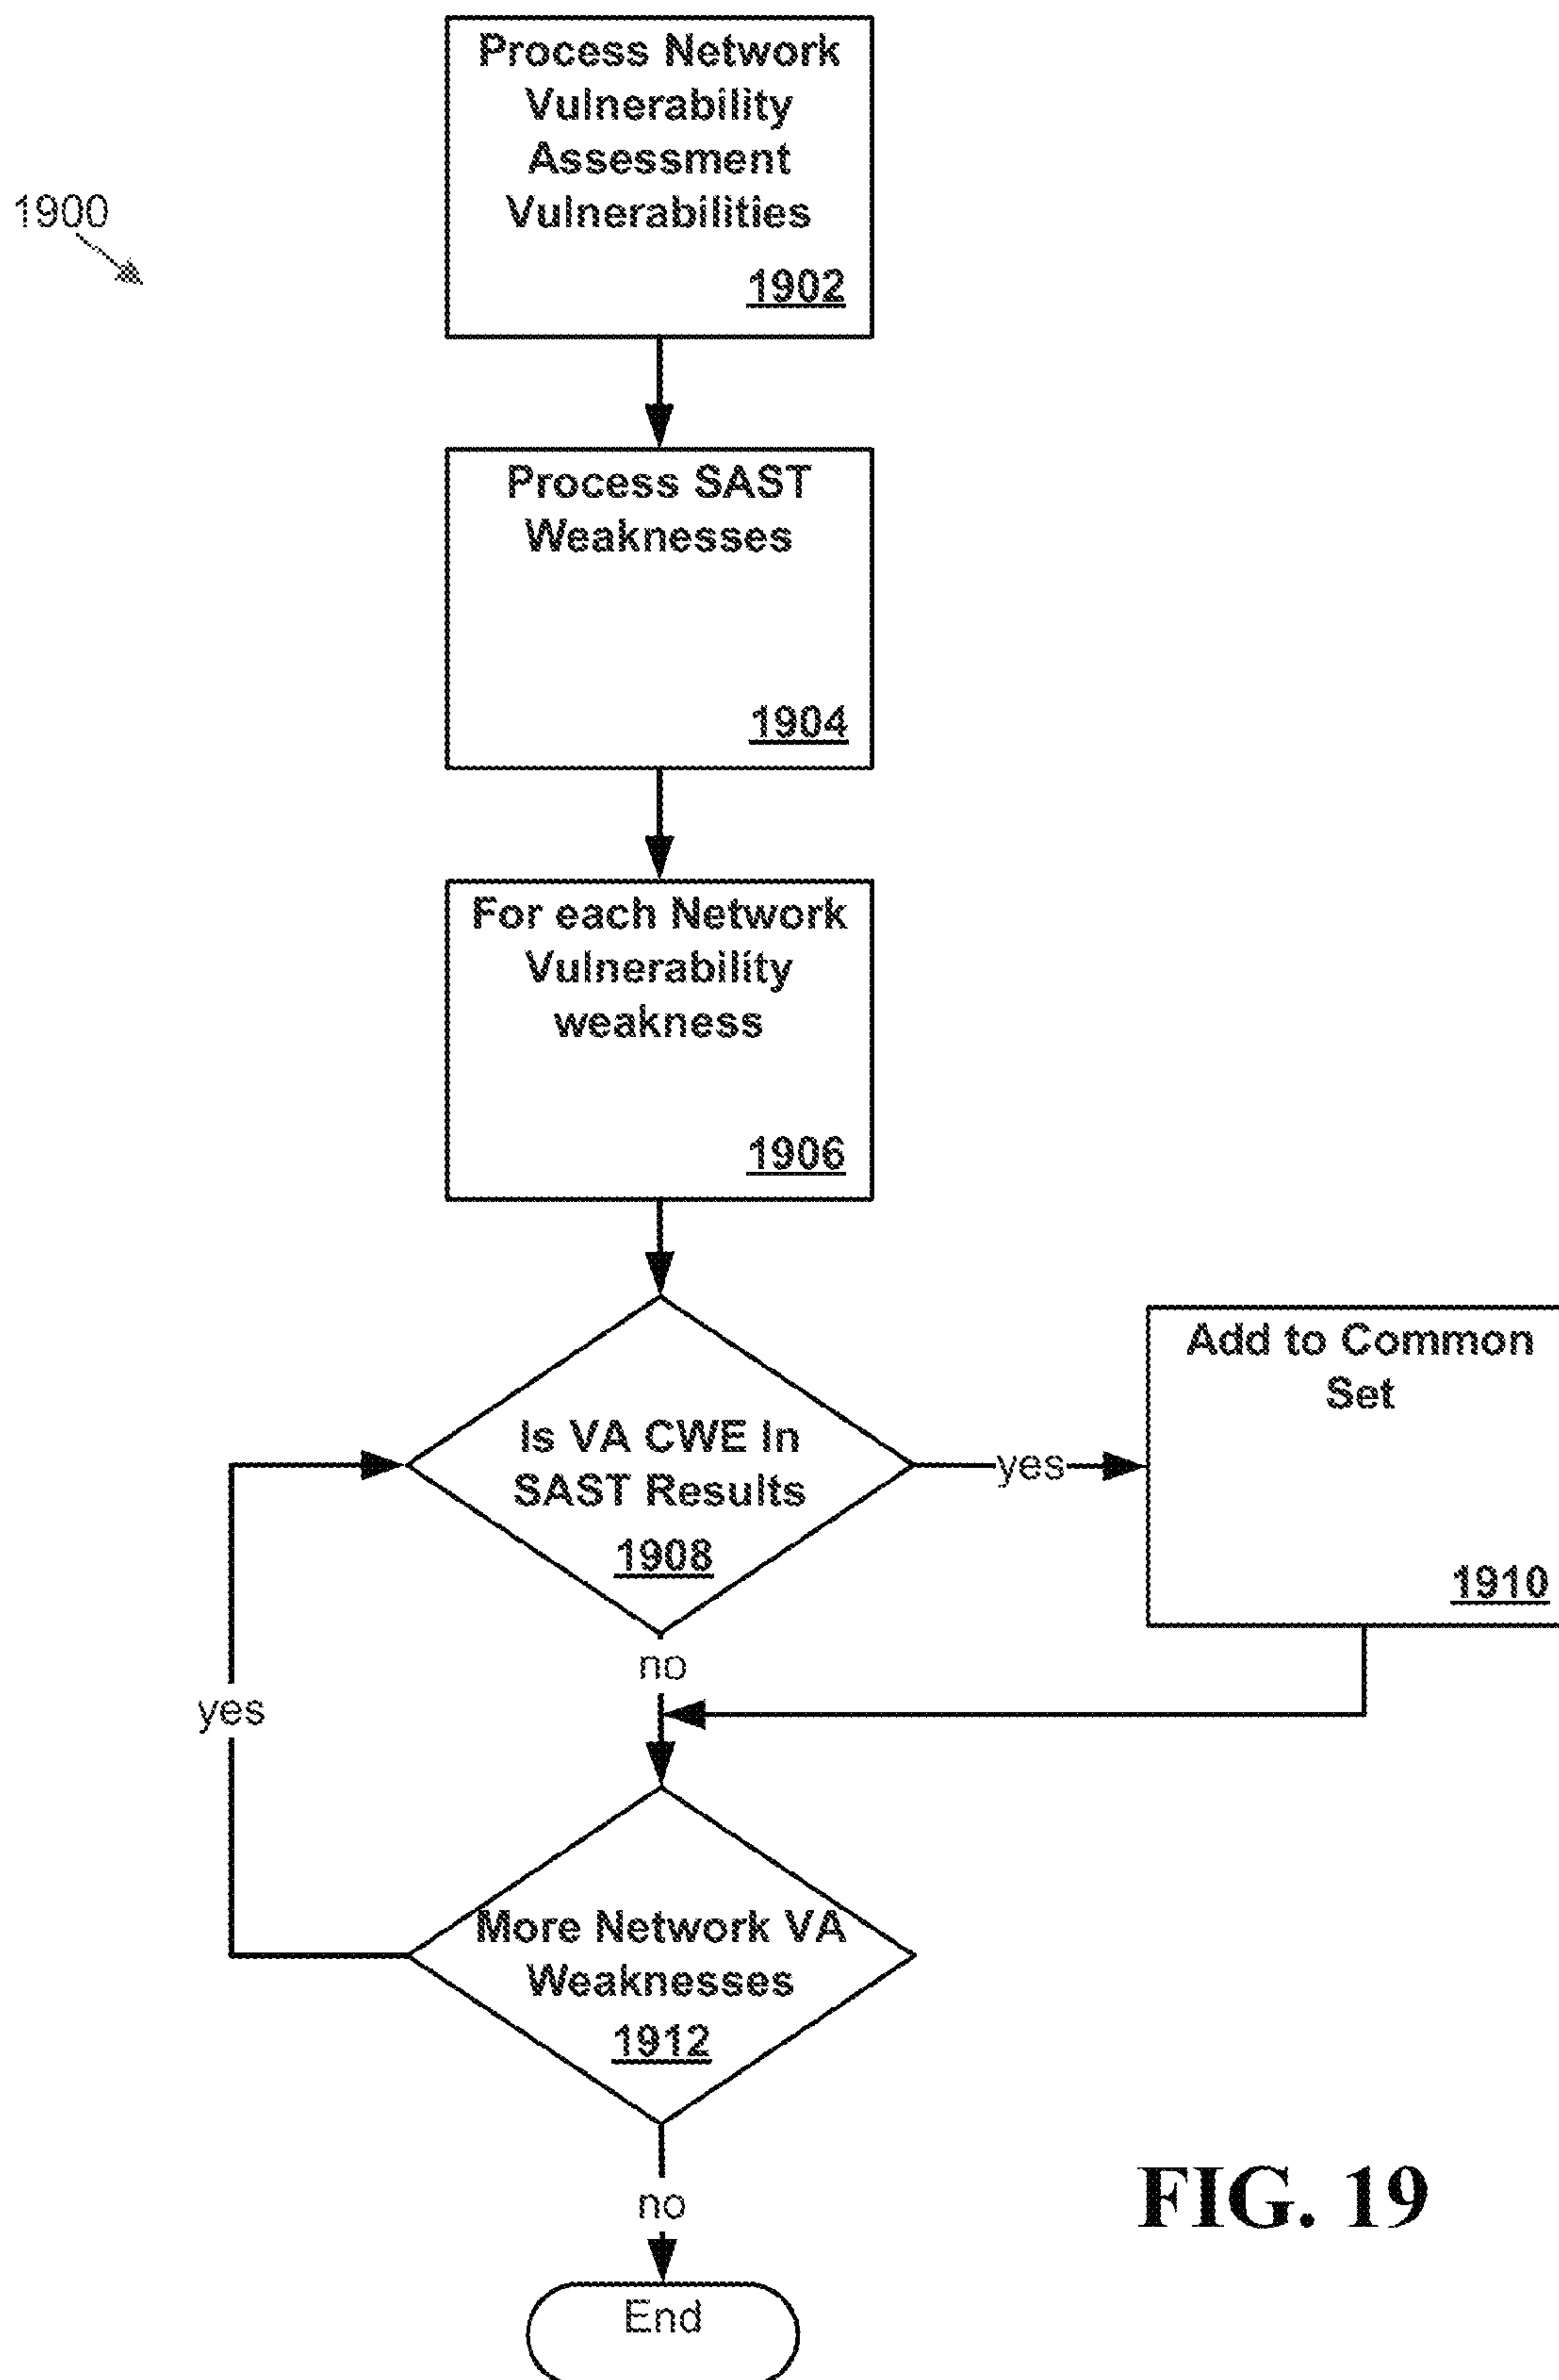 Process Network
Vulnerability
Assessment
Vulnerabilities
1902
1900
Process SAST
Weaknesses
1904
For each Network
Vulnerability
weakness
1906
Is VA CWE In
SAST Results
1908
yes
Add to Common
Set
1910
no
yes
More Network VA
Weaknesses
1912
no
End
FIG. 19